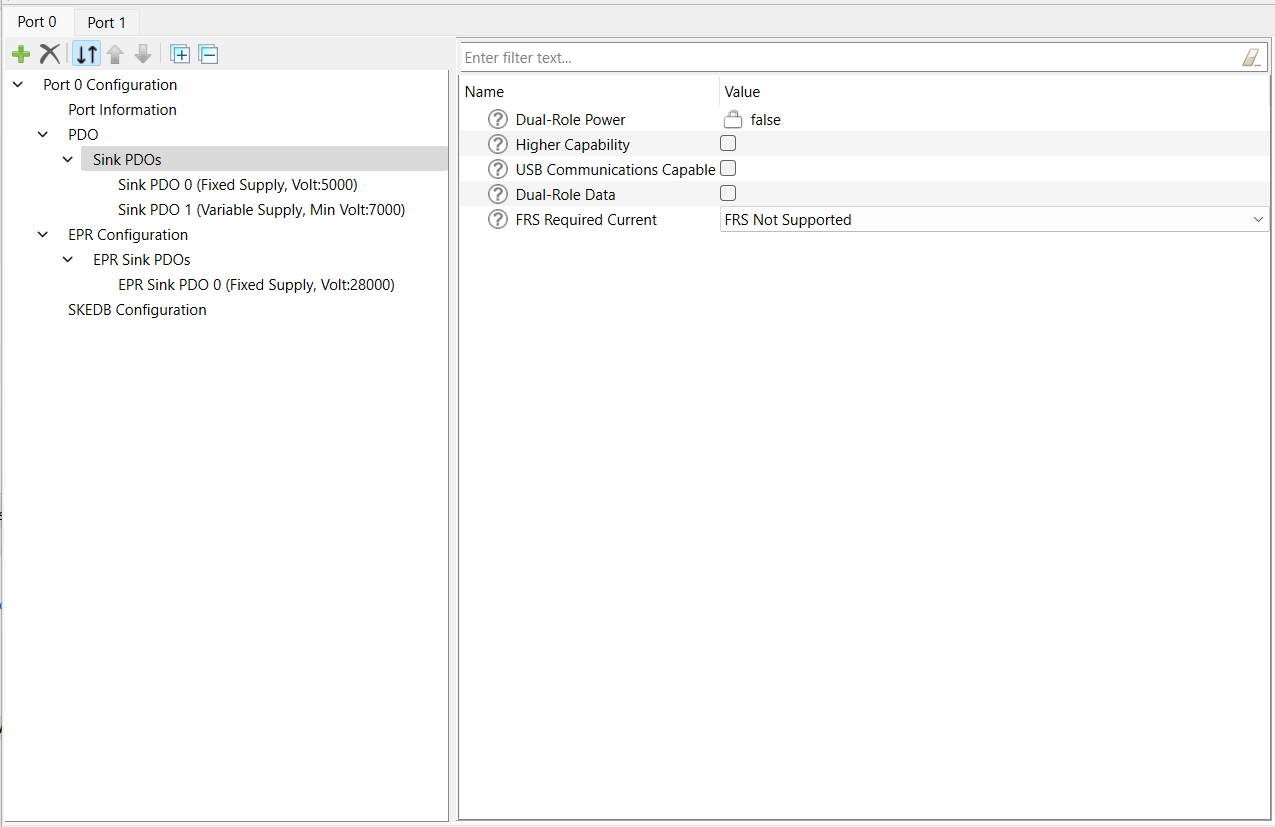 Port 0 Port 1
Enter filter text...
Port 0 Configuration
Port Information
PDO
Sink PDOs
Sink PDO 0 (Fixed Supply, Volt:5000)
Sink PDO 1 (Variable Supply, Min Volt:7000)
EPR Configuration
EPR Sink PDOs
EPR Sink PDO 0 (Fixed Supply, Volt:28000)
SKEDB Configuration
Name Value
Dual-Role Power false
Higher Capability
USB Communications Capable
Dual-Role Data
FRS Required Current FRS Not Supported